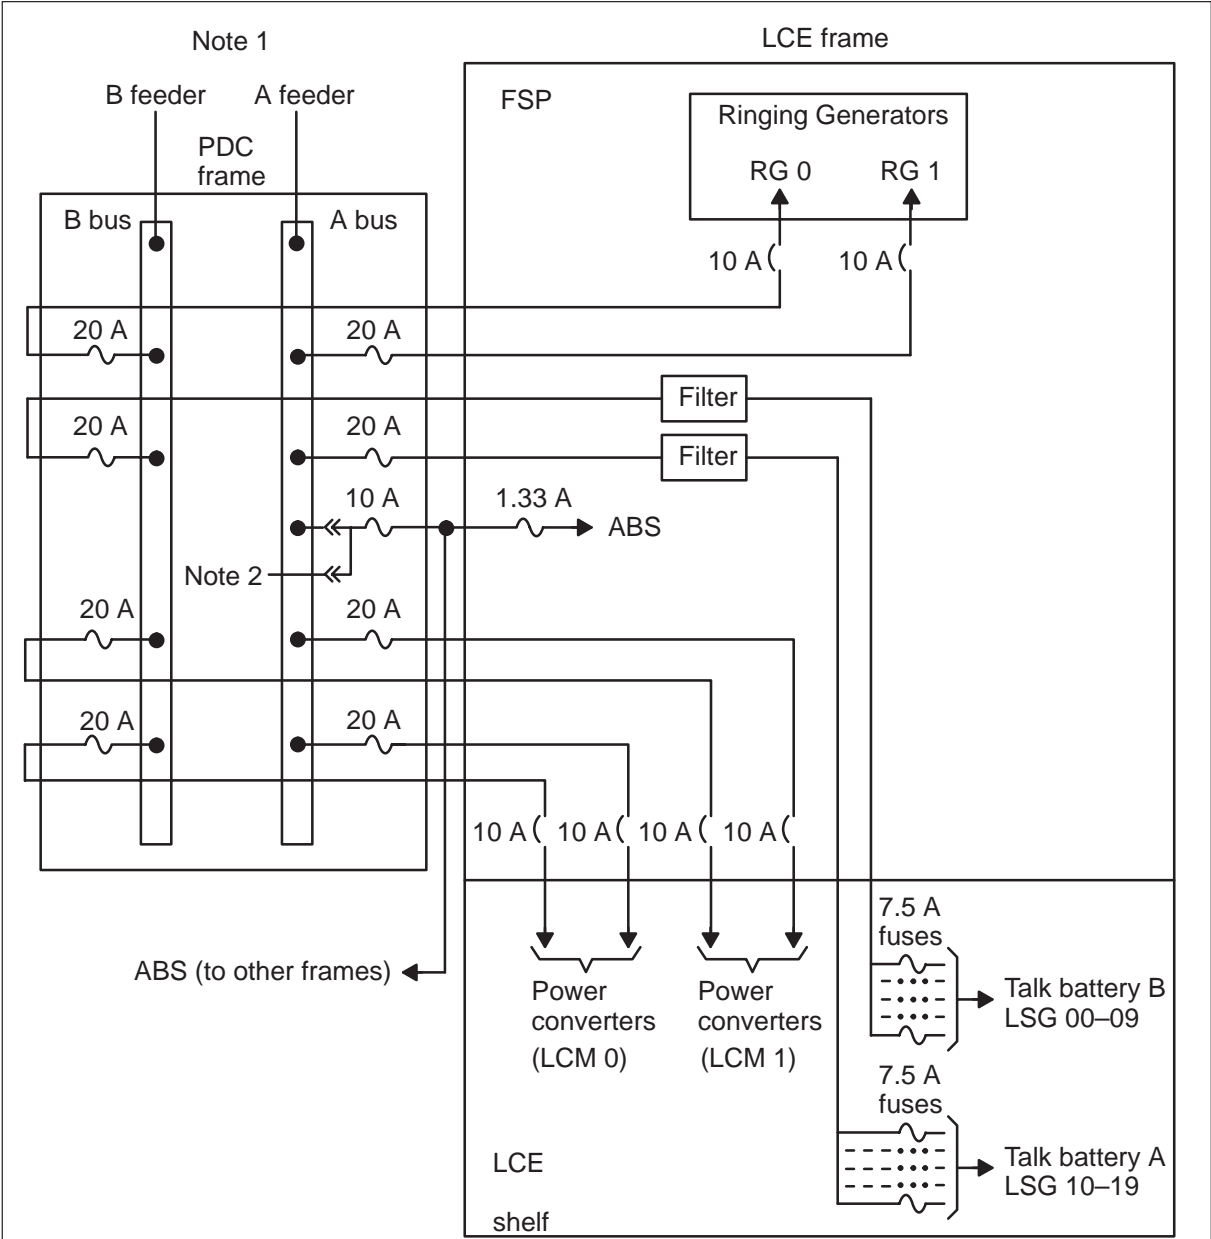 Note 1
LCE frame
B feeder
A feeder
FSP
Ringing Generators
PDC
frame
RG 0
RG 1
B bus
A bus
10 A
10 A
20 A
20 A
Filter
20 A
20 A
Filter
10 A
1.33 A
ABS
Note 2
20 A
20 A
20 A
20 A
10 A
10 A
10 A
10 A
7.5 A
fuses
ABS (to other frames)
Power
converters
(LCM 0)
Power
converters
(LCM 1)
Talk battery B
LSG 00–09
7.5 A
fuses
LCE
shelf
Talk battery A
LSG 10–19